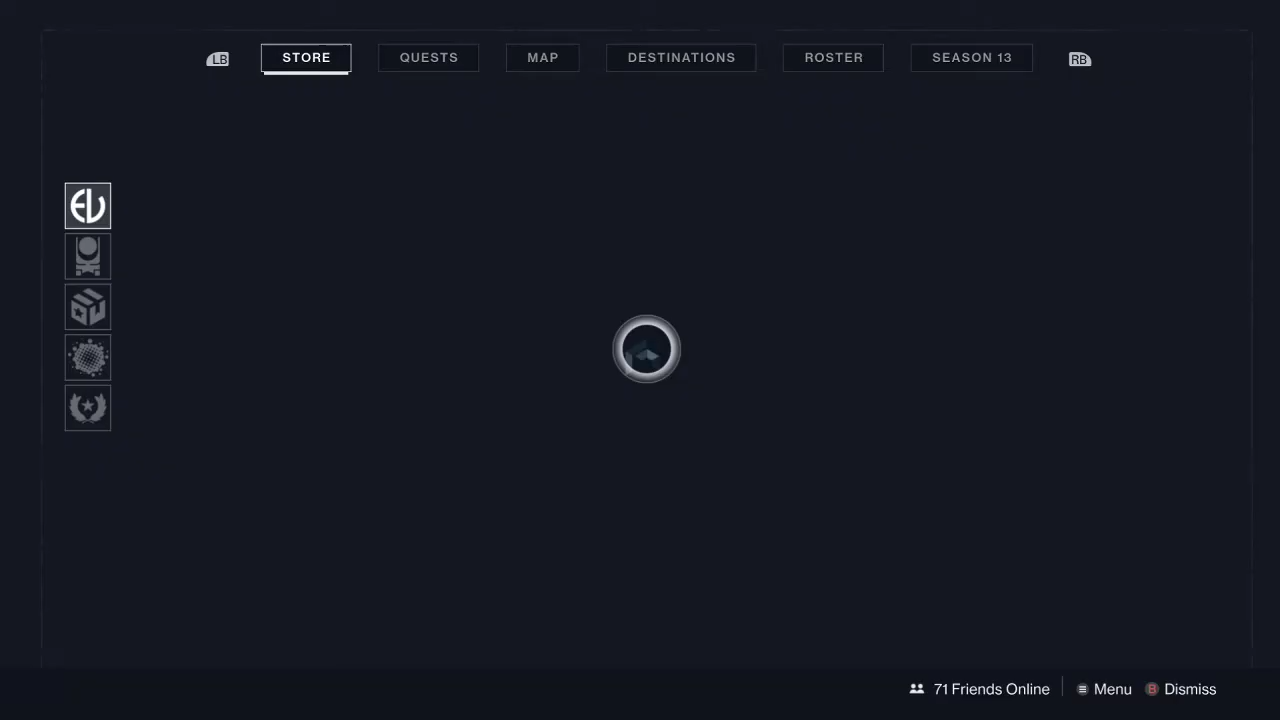 LB
STORE
QUESTS
MAP
DESTINATIONS
ROSTER
SEASON 13
RB
71 Friends Online
Menu
B Dismiss